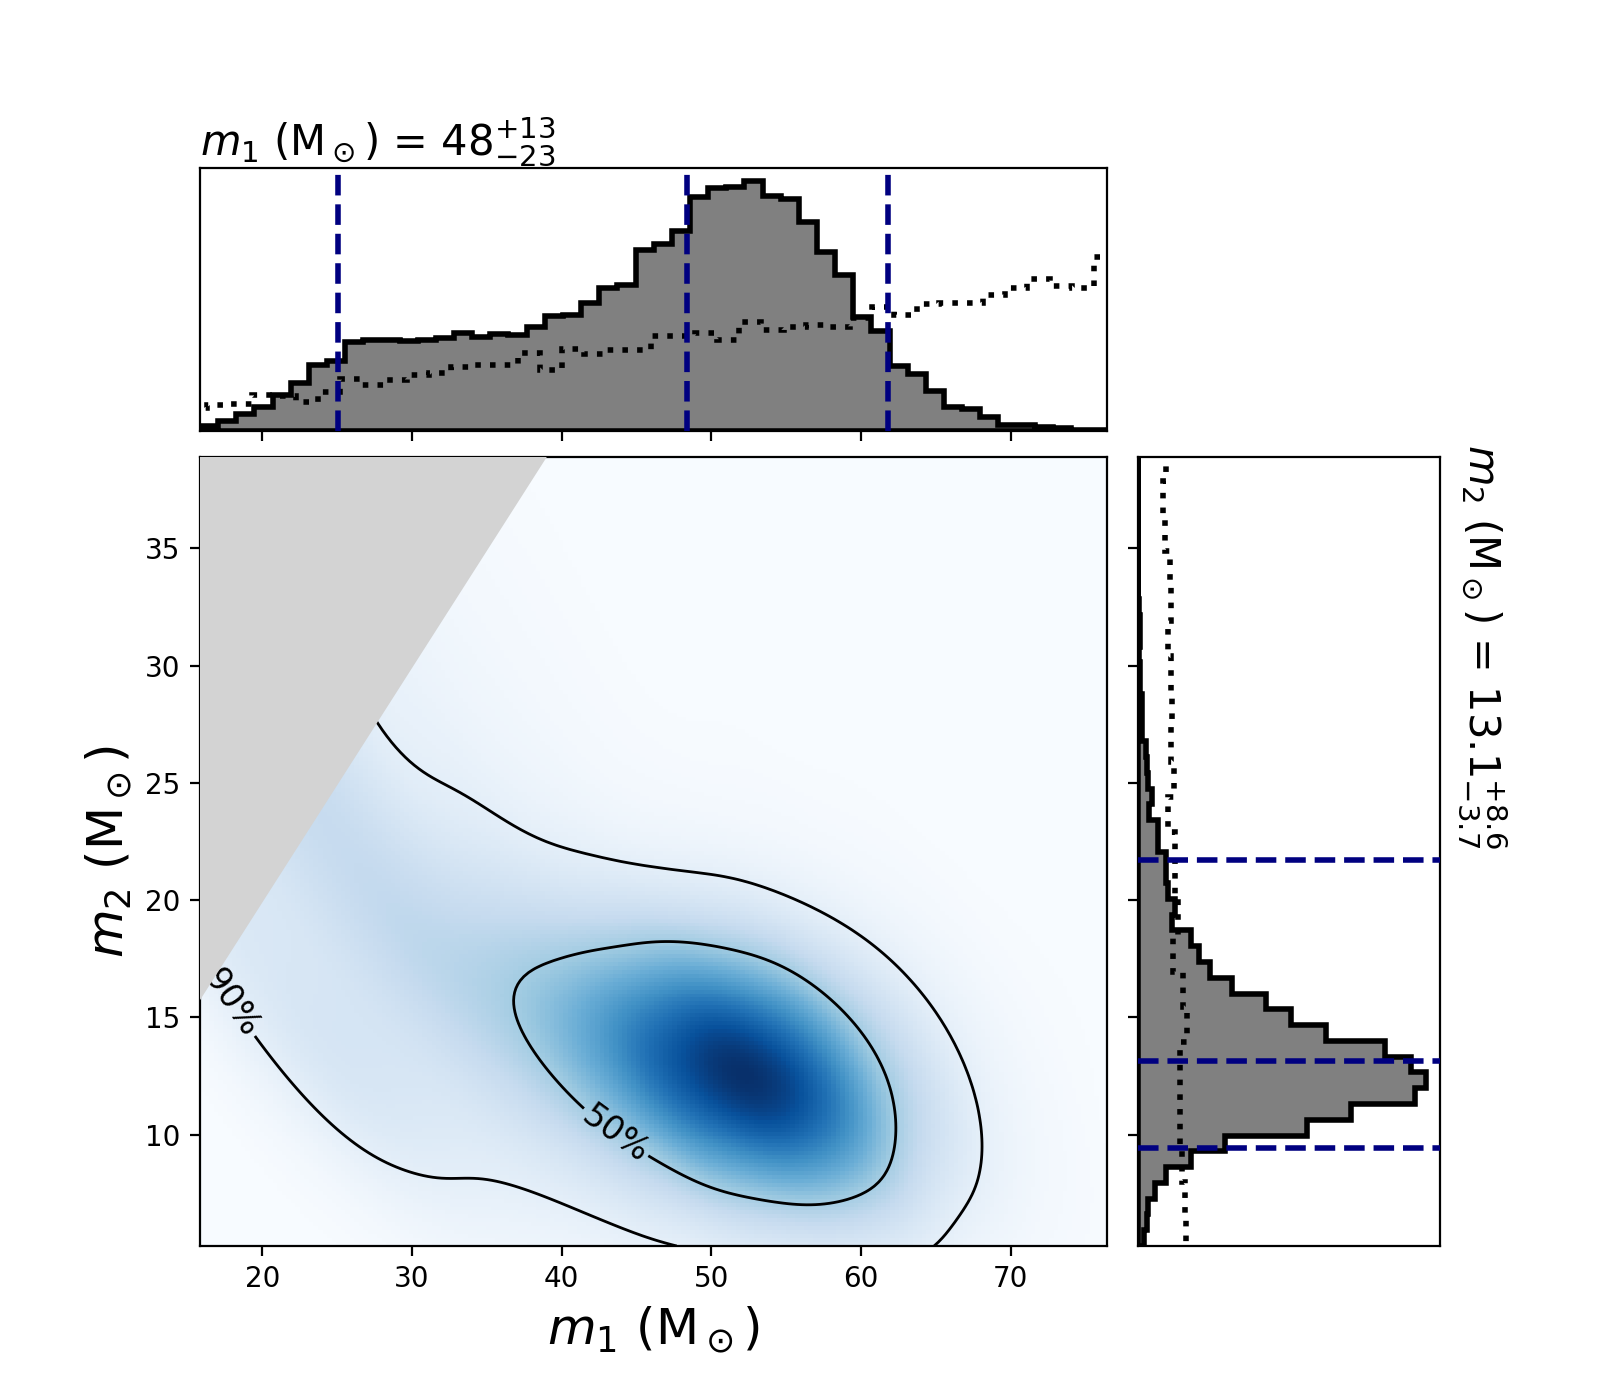 m₁ (M⊙) = 48⁺¹³₋₂₃
m₂ (M⊙) = 13.1⁺⁸·⁶₋₃.₇
35
30
25
20
15
10
m₂ (M⊙)
90%
50%
20 30 40 50 60 70
m₁ (M⊙)